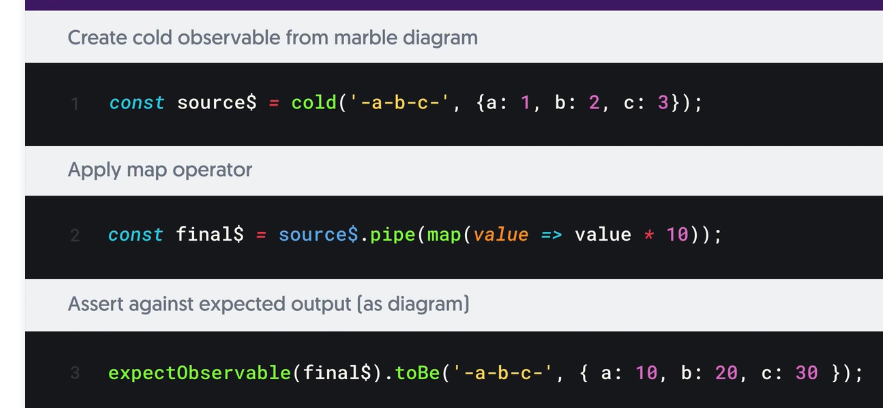 Create cold observable from marble diagram
1 const source$ = cold('-a-b-c-', {a: 1, b: 2, c: 3});
Apply map operator
2 const final$ = source$.pipe(map(value => value * 10));
Assert against expected output (as diagram)
3 expectObservable(final$).toBe('-a-b-c-', { a: 10, b: 20, c: 30 });